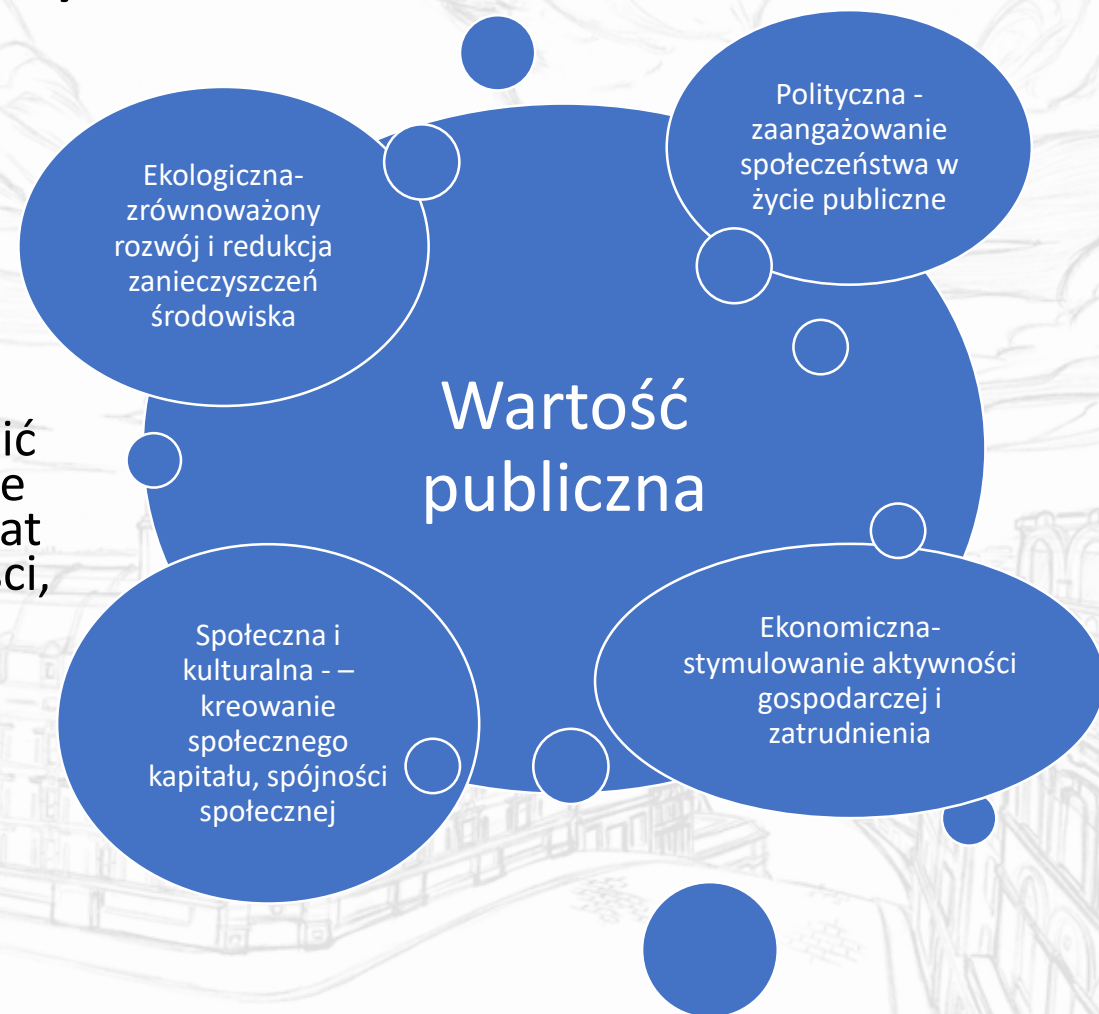 Polityczna -
zaangażowanie
społeczeństwa w
życie publiczne
Ekologiczna-
zrównoważony
rozwój i redukcja
zanieczyszczeń
środowiska
Wartość
publiczna
Społeczna i
kulturalna - –
kreowanie
społecznego
kapitału, spójności
społecznej
Ekonomiczna-
stymulowanie aktywności
gospodarczej i
zatrudnienia